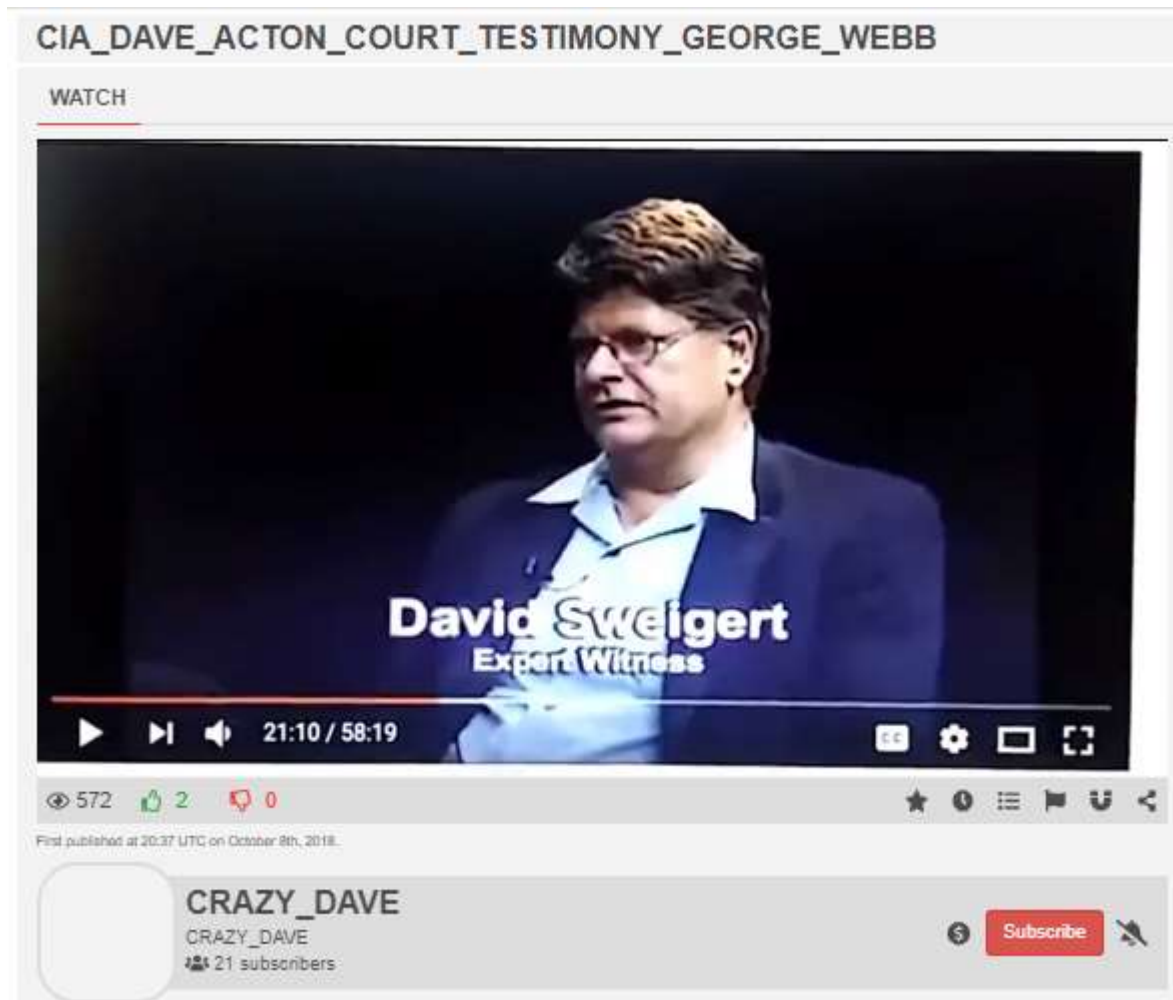 CIA_DAVE_ACTON_COURT_TESTIMONY_GEORGE_WEBB
WATCH
David Sweigert
Expert Witness
21:10 / 58:19
CC
572 2 0
First published at 20:37 UTC on October 8th, 2018.
CRAZY_DAVE
CRAZY_DAVE
21 subscribers
Subscribe